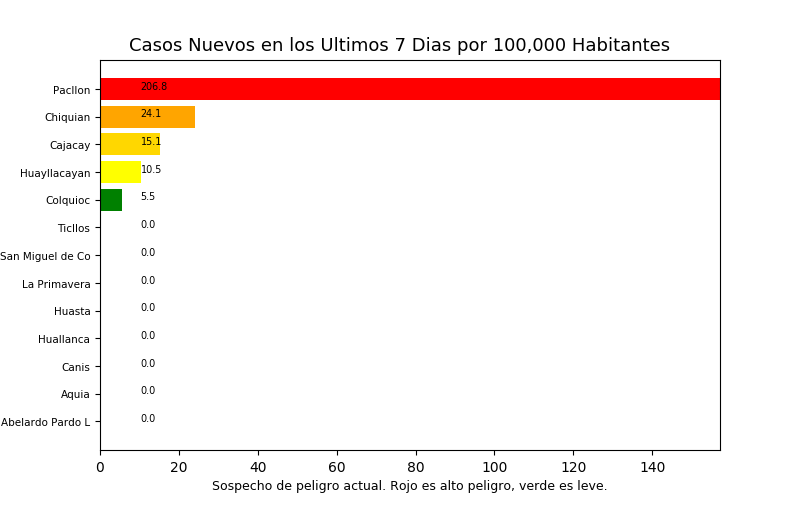 Casos Nuevos en los Ultimos 7 Dias por 100,000 Habitantes
Pacllon 206.8
Chiquian 24.1
Cajacay 15.1
Huayllacayan 10.5
Colquioc 5.5
Ticllos 0.0
San Miguel de Co 0.0
La Primavera 0.0
Huasta 0.0
Huallanca 0.0
Canis 0.0
Aquia 0.0
Abelardo Pardo L 0.0
0 20 40 60 80 100 120 140
Sospecho de peligro actual. Rojo es alto peligro, verde es leve.